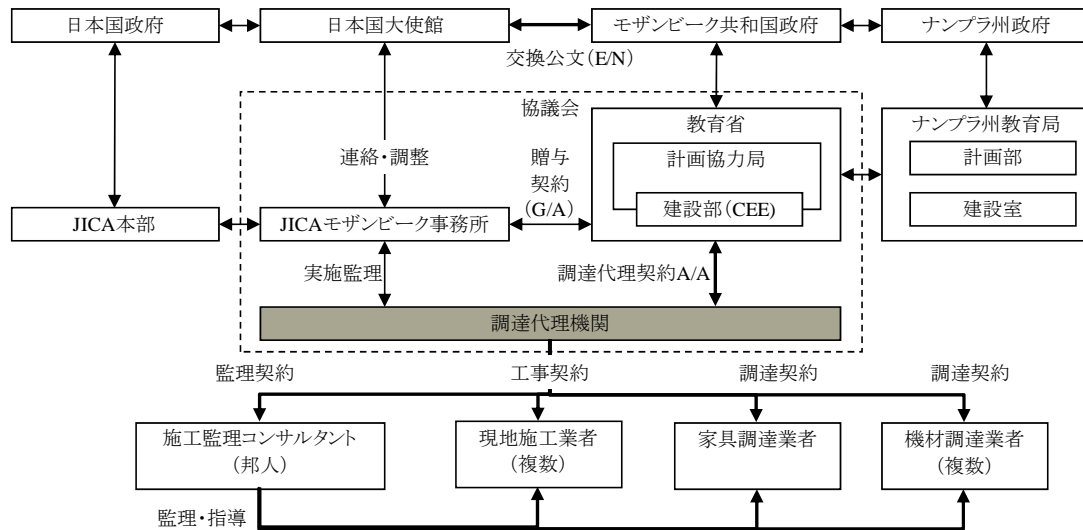 日本国政府
日本国大使館
モザンビーク共和国政府
ナンプラ州政府
交換公文(E/N)
協議会
教育省
計画協力局
建設部(CEE)
ナンプラ州教育局
計画部
建設室
連絡・調整
贈与
契約
(G/A)
JICA本部
JICAモザンビーク事務所
実施監理
調達代理契約A/A
調達代理機関
監理契約
工事契約
調達契約
調達契約
施工監理コンサルタント
(邦人)
現地施工業者
(複数)
家具調達業者
機材調達業者
(複数)
監理・指導